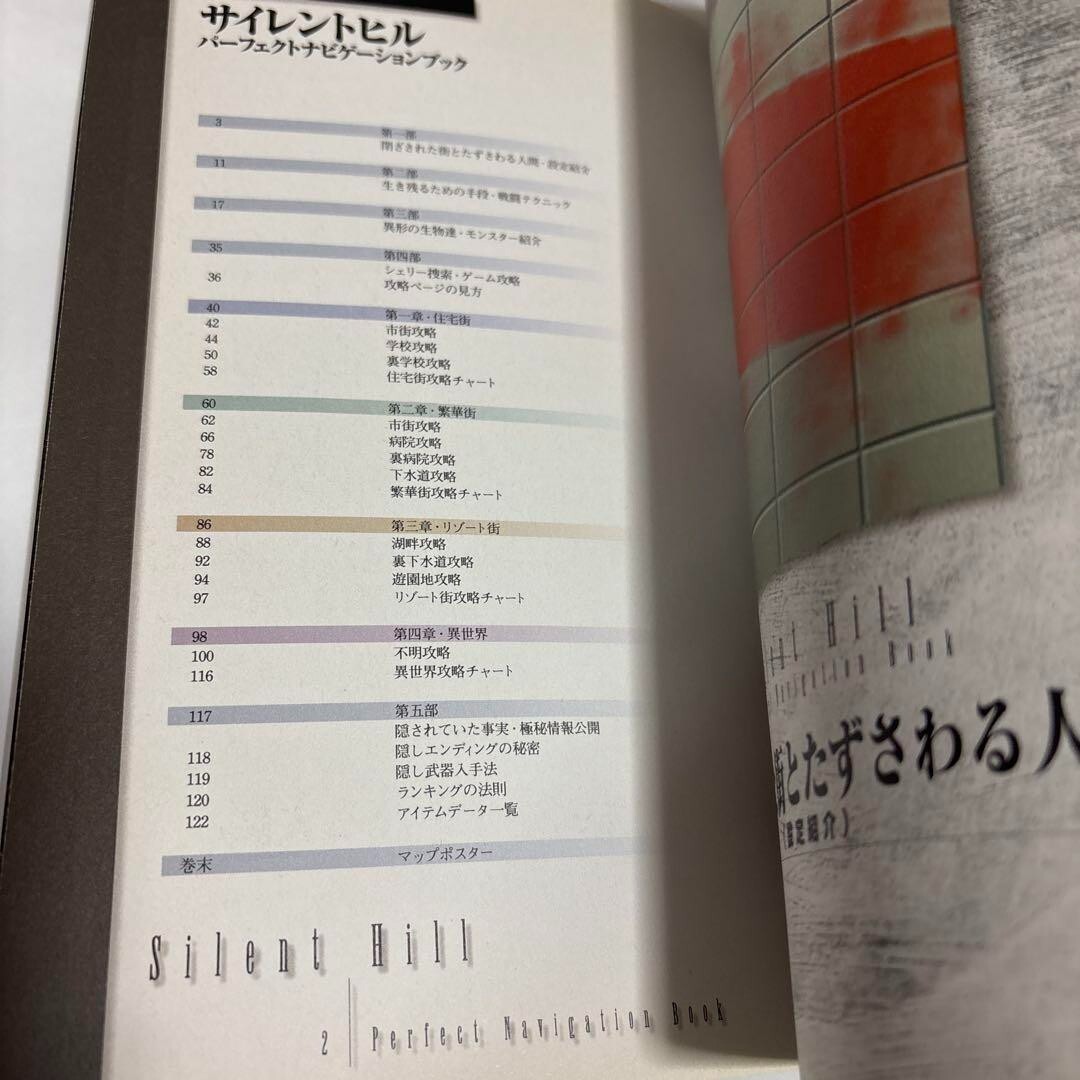 サイレントヒル
パーフェクトナビゲーションブック
3
第一部
閉ざされた街とたずさわる人間・設定紹介
11
第二部
生き残るための手段・戦闘テクニック
17
第三部
異形の生物達・モンスター紹介
35
第四部
シェリー捜索・ゲーム攻略
36 攻略ページの見方
40 第一章・住宅街
42 市街攻略
44 学校攻略
50 裏学校攻略
58 住宅街攻略チャート
60 第二章・繁華街
62 市街攻略
66 病院攻略
78 裏病院攻略
82 下水道攻略
84 繁華街攻略チャート
86 第三章・リゾート街
88 湖畔攻略
92 裏下水道攻略
94 遊園地攻略
97 リゾート街攻略チャート
98 第四章・異世界
100 不明攻略
116 異世界攻略チャート
117 第五部
隠されていた事実・極秘情報公開
118 隠しエンディングの秘密
119 隠し武器入手法
120 ランキングの法則
122 アイテムデータ一覧
巻末 マップポスター
Silent Hill
2 Perfect Navigation Book
ent Hill
Navigation Book
街とたずさわる人
(設定紹介)